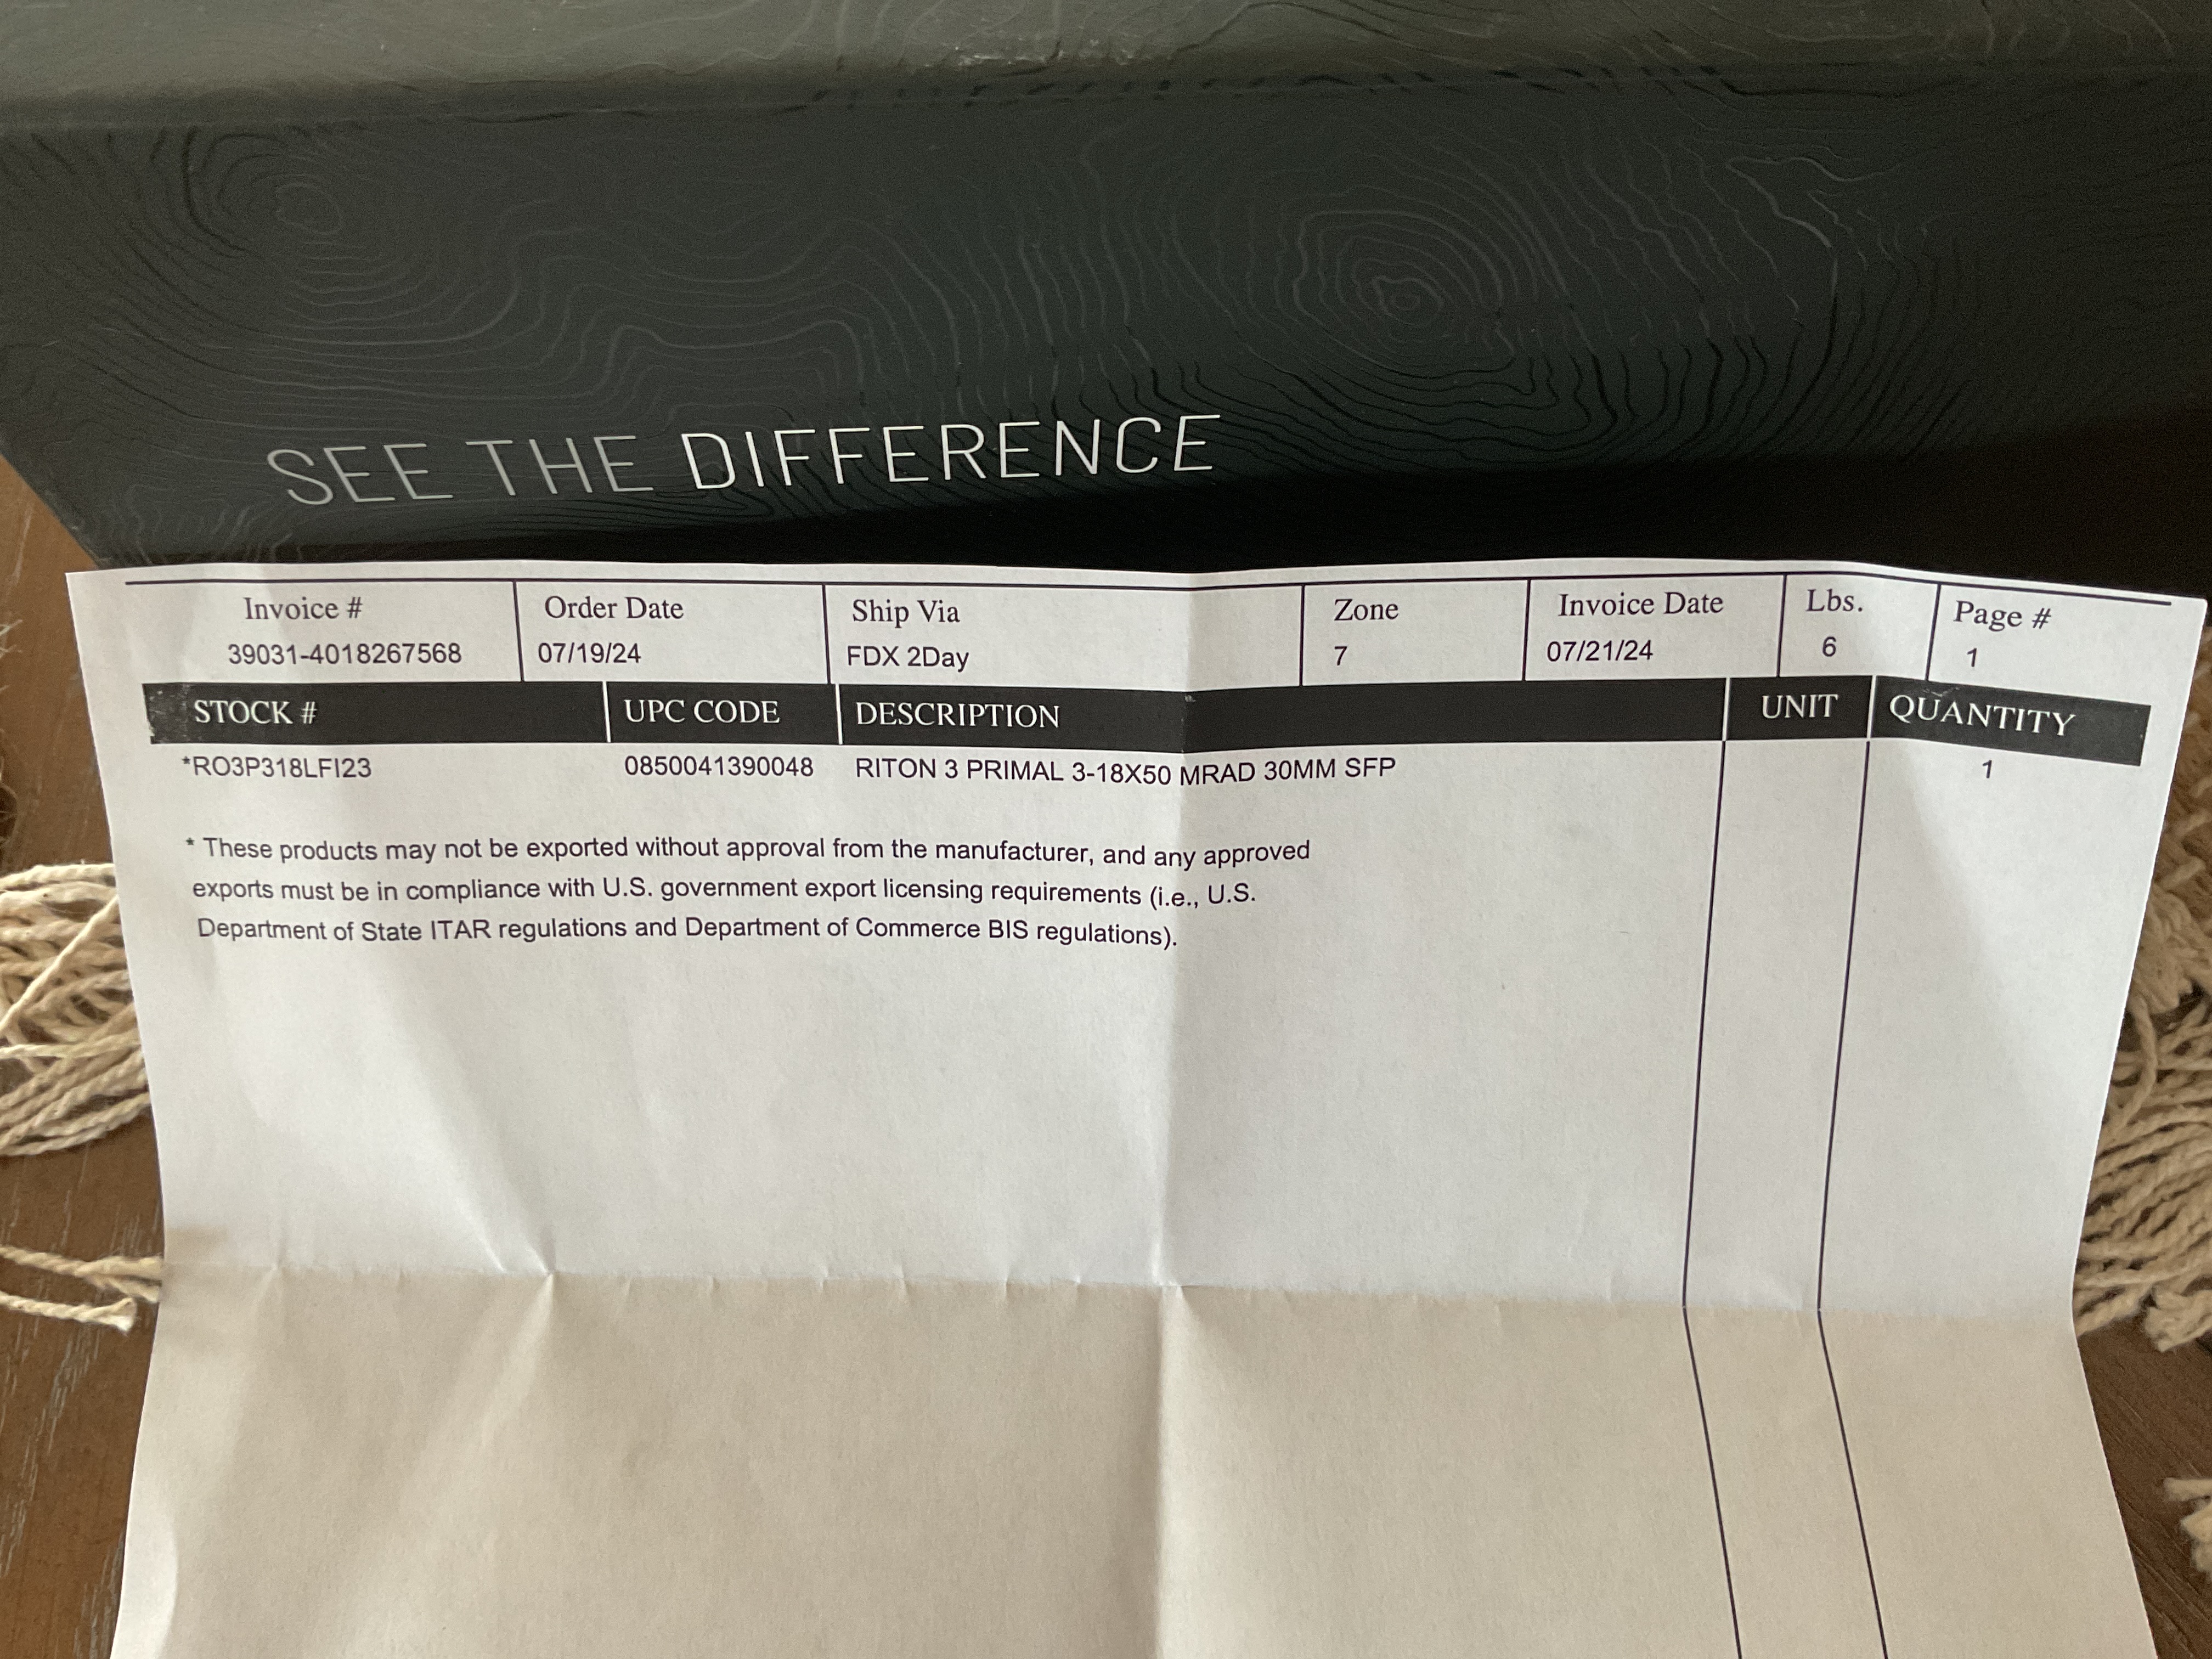 SEE THE DIFFERENCE
Invoice # Order Date Ship Via Zone Invoice Date Lbs. Page #
39031-4018267568 07/19/24 FDX 2Day 7 07/21/24 6 1
STOCK # UPC CODE DESCRIPTION UNIT QUANTITY
*RO3P318LFI23 0850041390048 RITON 3 PRIMAL 3-18X50 MRAD 30MM SFP 1
* These products may not be exported without approval from the manufacturer, and any approved
exports must be in compliance with U.S. government export licensing requirements (i.e., U.S.
Department of State ITAR regulations and Department of Commerce BIS regulations).